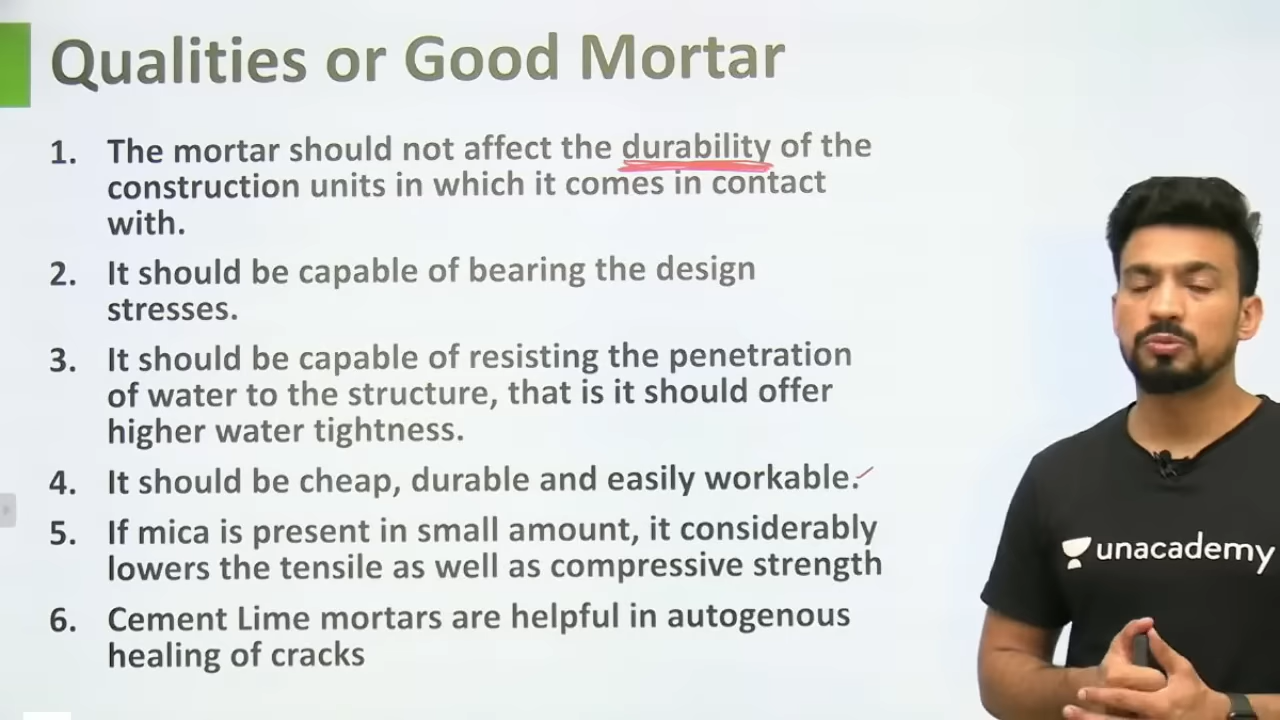 Qualities or Good Mortar
1. The mortar should not affect the durability of the
construction units in which it comes in contact
with.
2. It should be capable of bearing the design
stresses.
3. It should be capable of resisting the penetration
of water to the structure, that is it should offer
higher water tightness.
4. It should be cheap, durable and easily workable.
5. If mica is present in small amount, it considerably
lowers the tensile as well as compressive strength
6. Cement Lime mortars are helpful in autogenous
healing of cracks
unacademy